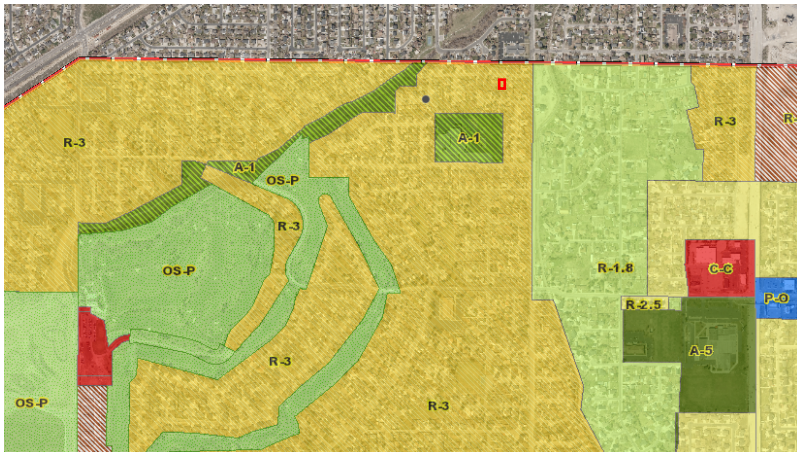 R-3
R-3
R-
A-1
A-1
OS-P
R-3
OS-P
R-1.8
C-C
P-O
R-2.5
A-5
R-3
OS-P
R-3